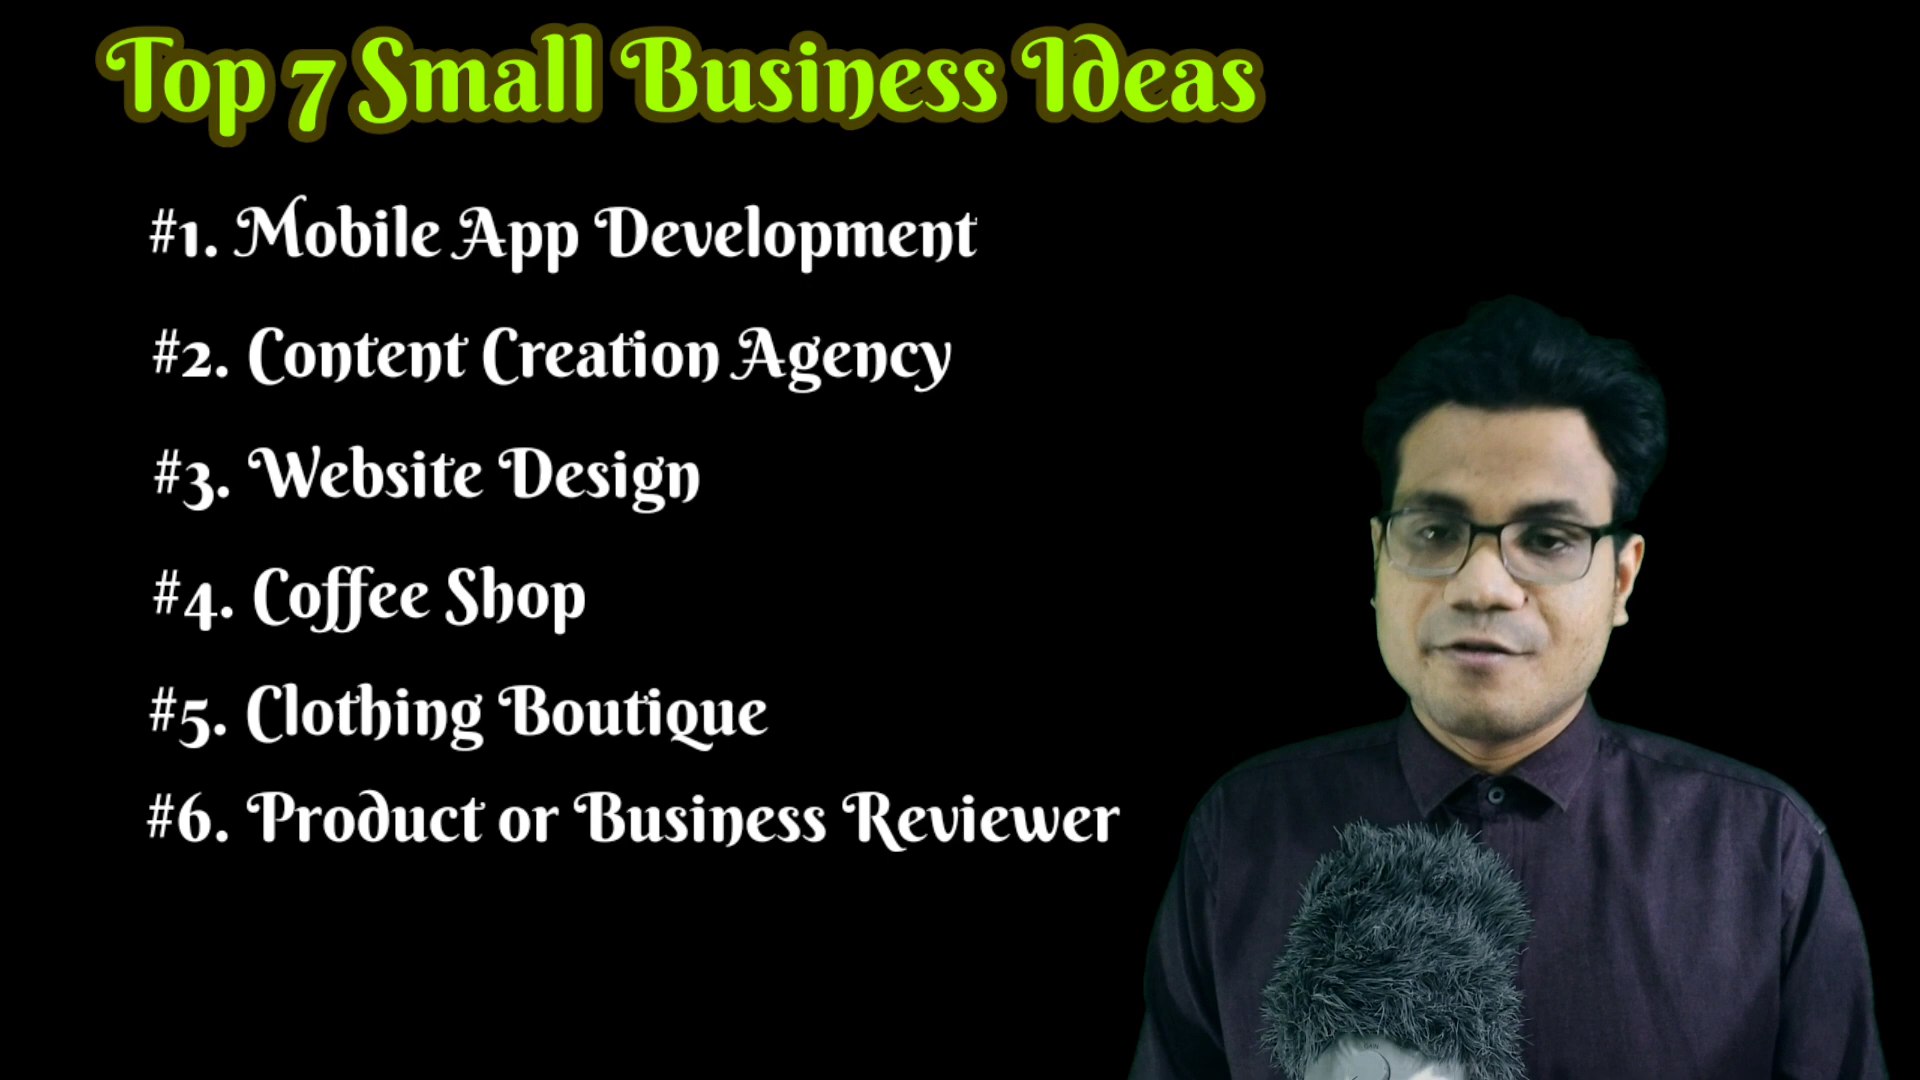 Top 7 Small Business Ideas
#1. Mobile App Development
#2. Content Creation Agency
#3. Website Design
#4. Coffee Shop
#5. Clothing Boutique
#6. Product or Business Reviewer